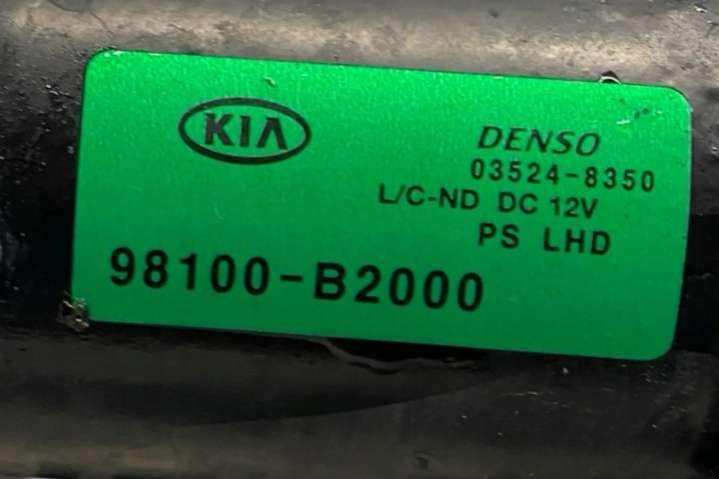 KIA
DENSO
03524-8350
L/C-ND DC 12V
PS LHD
98100-B2000